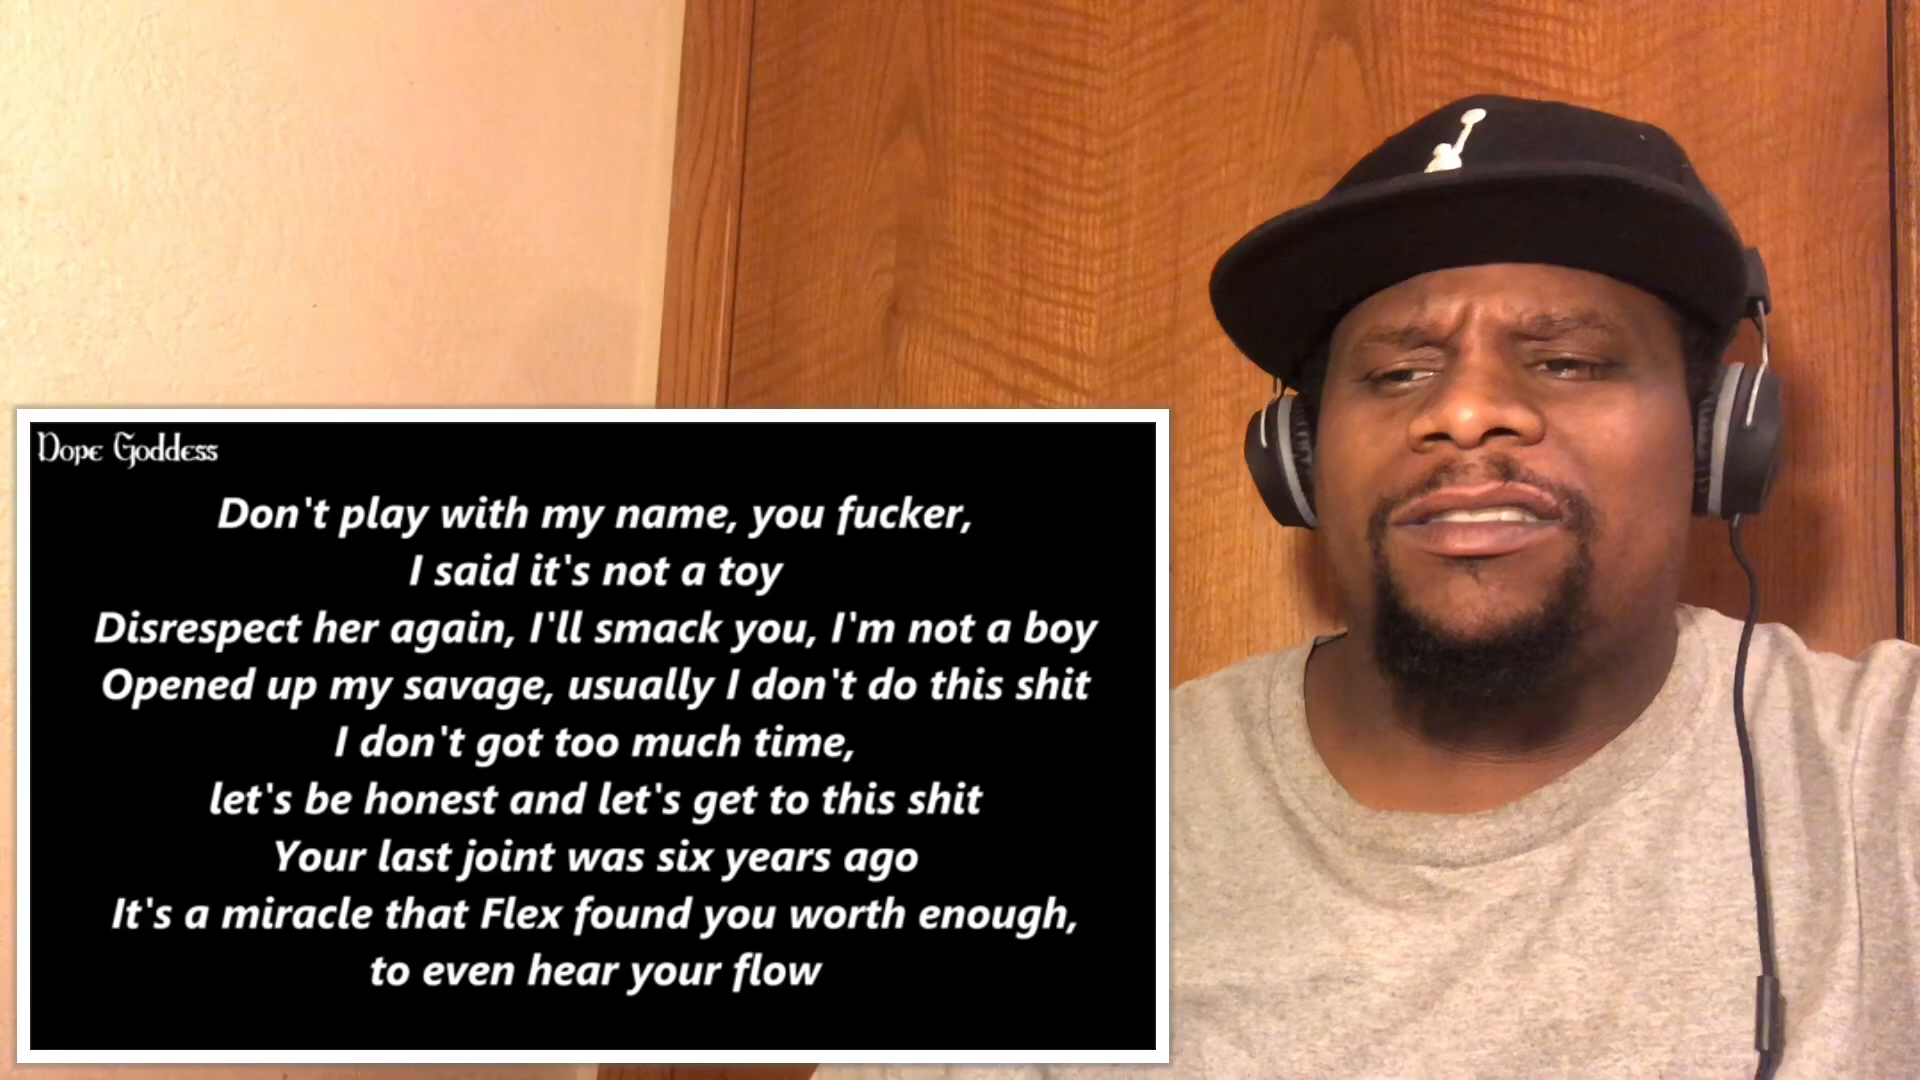 Dope Goddess
Don't play with my name, you fucker,
I said it's not a toy
Disrespect her again, I'll smack you, I'm not a boy
Opened up my savage, usually I don't do this shit
I don't got too much time,
let's be honest and let's get to this shit
Your last joint was six years ago
It's a miracle that Flex found you worth enough,
to even hear your flow